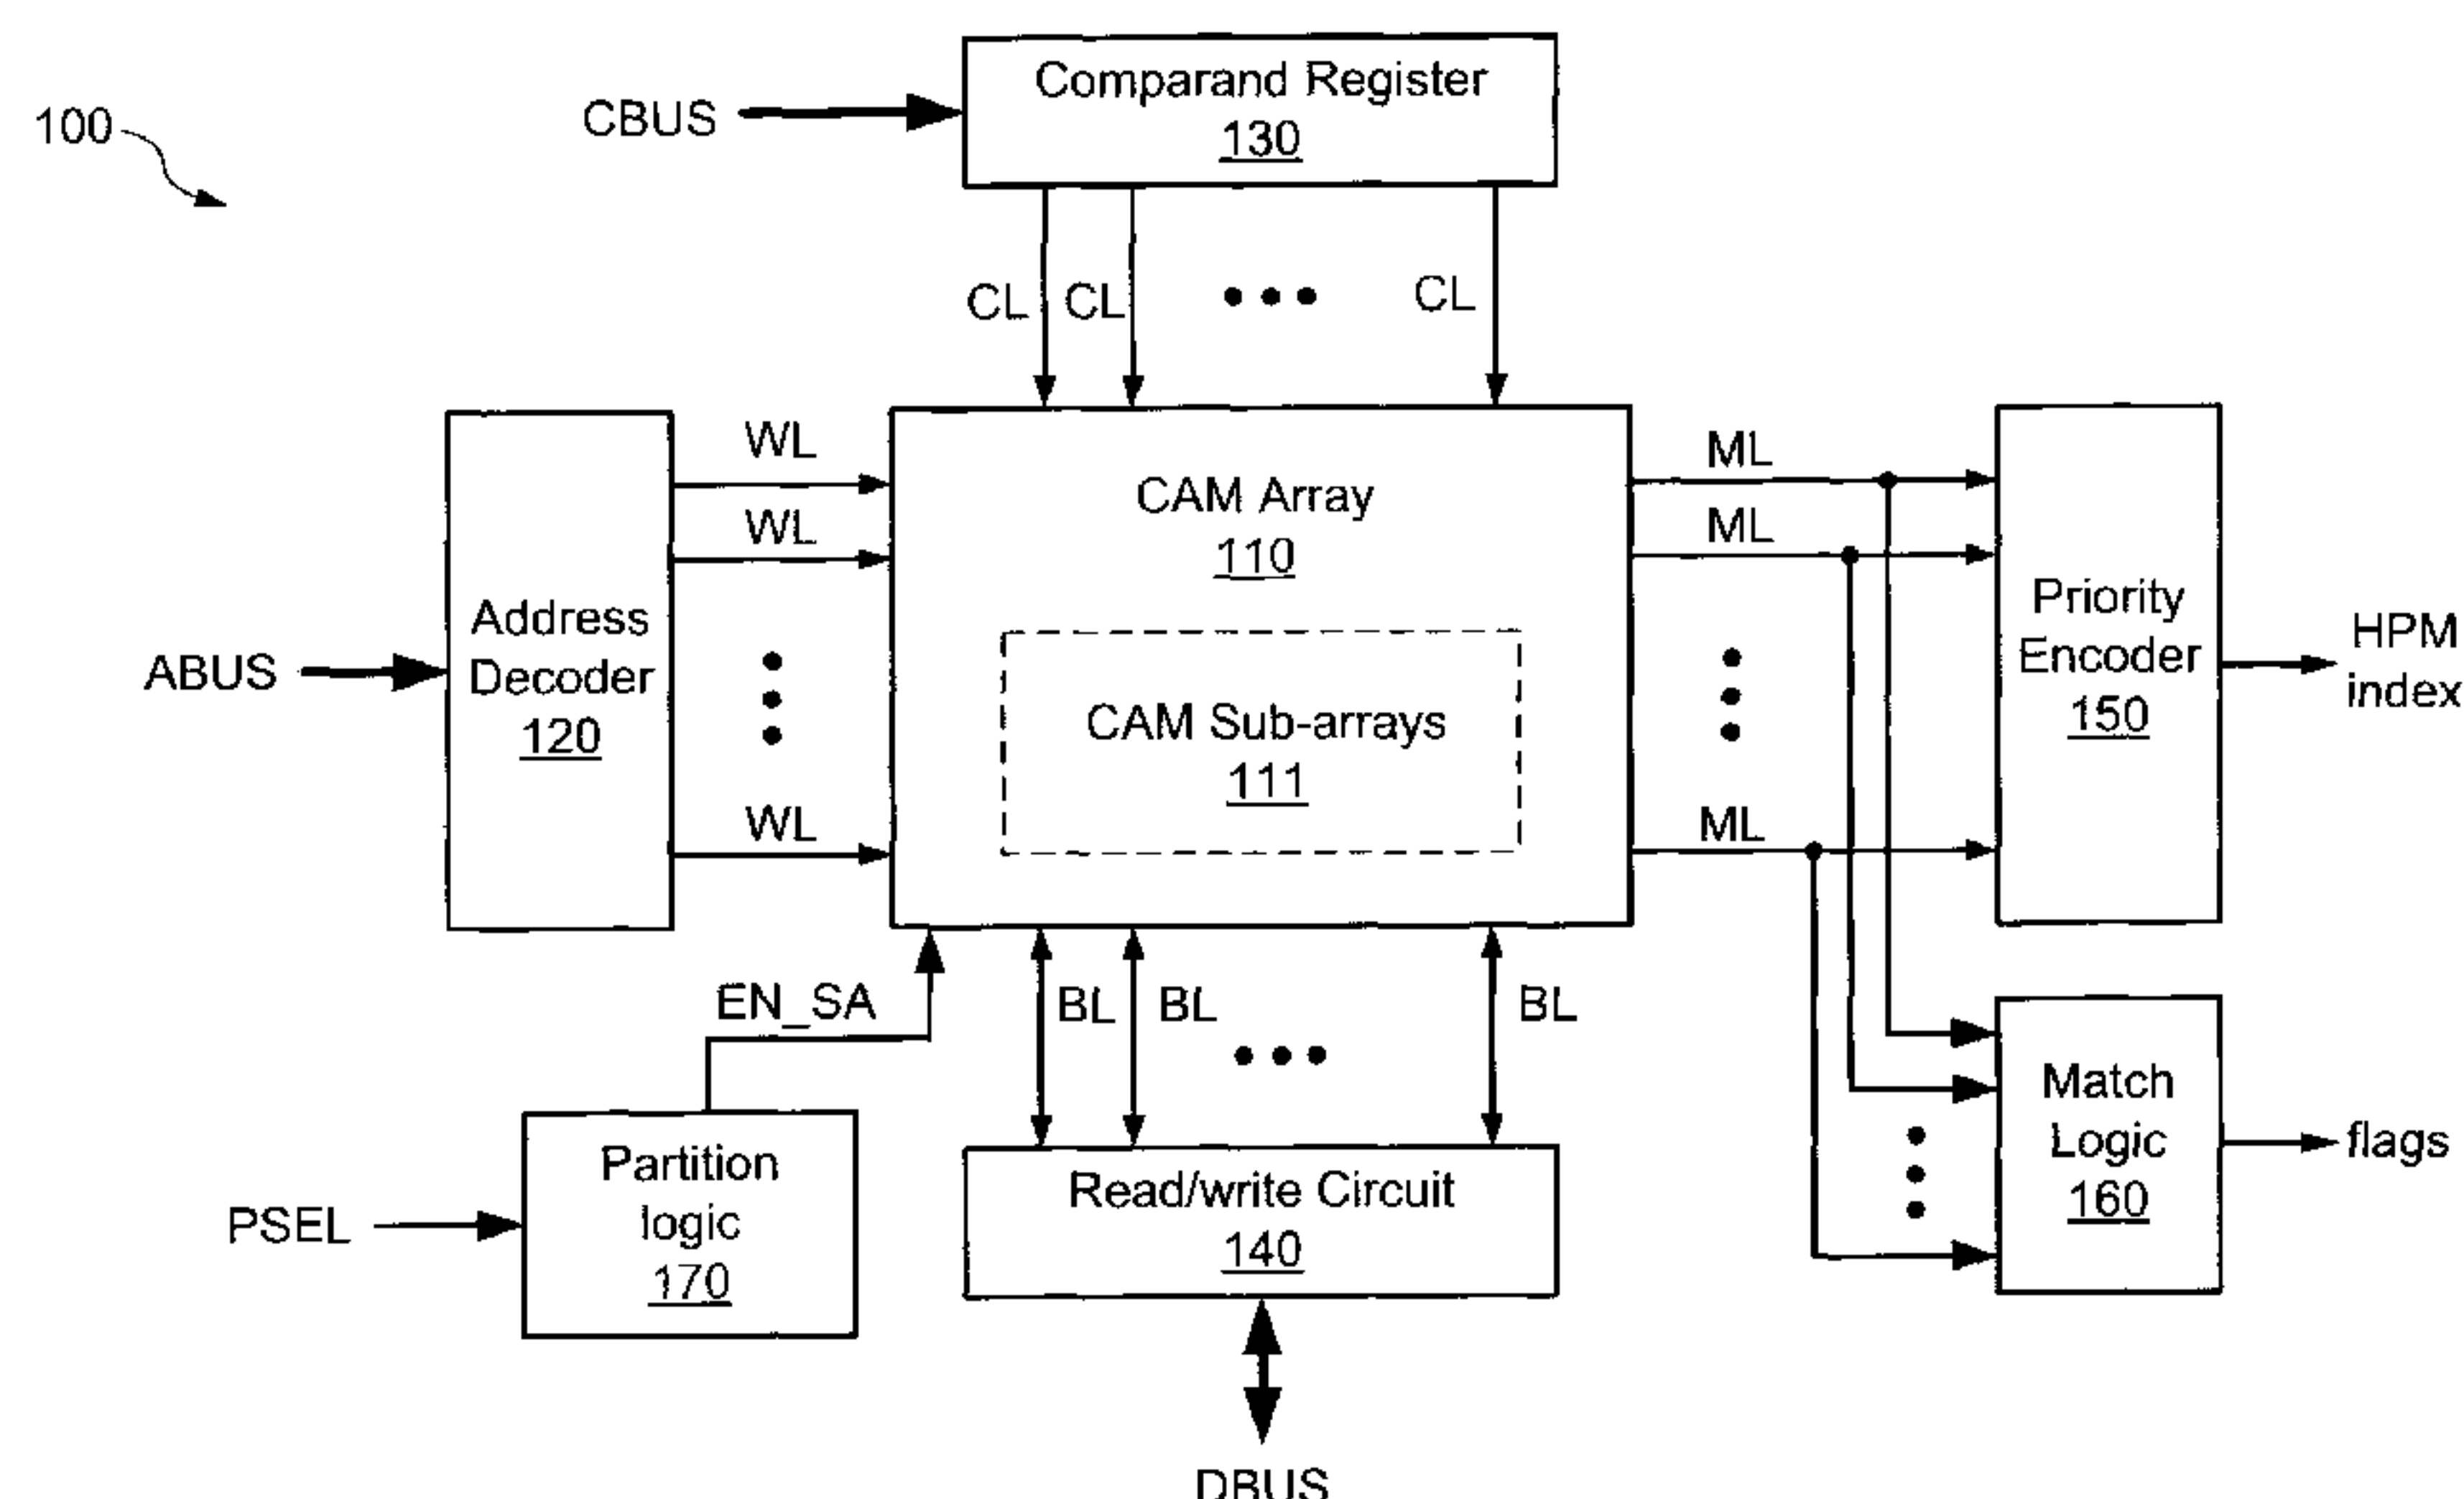 100
CBUS
Comparand Register
130
CL
CL
CL
WL
WL
WL
ABUS
Address
Decoder
120
CAM Array
110
CAM Sub-arrays
111
ML
ML
ML
Priority
Encoder
150
HPM
index
EN_SA
BL
BL
BL
PSEL
Partition
logic
170
Read/write Circuit
140
Match
Logic
160
flags
DBUS